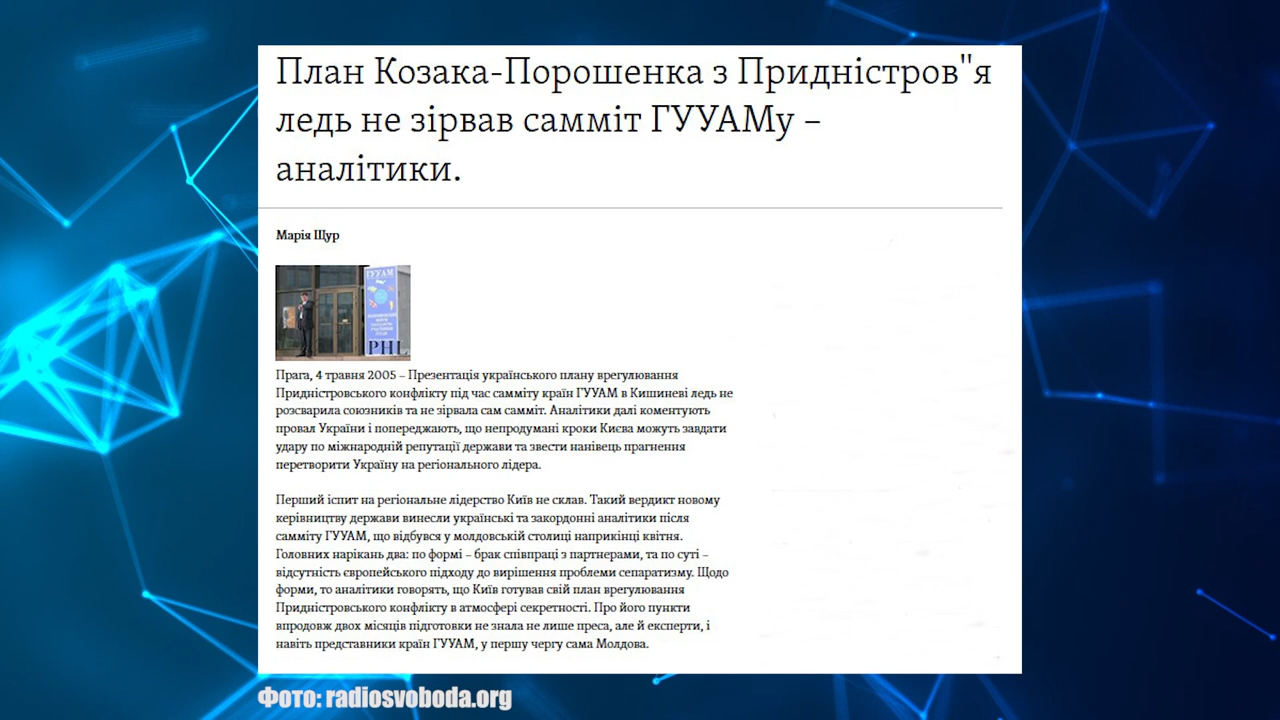 План Козака-Порошенка з Придністров"я
ледь не зірвав самміт ГУУАМу –
аналітики.
Марія Щур
ГУУАМ
PHL
Прага, 4 травня 2005 – Презентація українського плану врегулювання
Придністровського конфлікту під час самміту країн ГУУАМ в Кишиневі ледь не
розсварила союзників та не зірвала сам самміт. Аналітики далі коментують
провал України і попереджають, що непродумані кроки Києва можуть завдати
удару по міжнародній репутації держави та звести нанівець прагнення
перетворити Україну на регіонального лідера.
Перший іспит на регіональне лідерство Київ не склав. Такий вердикт новому
керівництву держави винесли українські та закордонні аналітики після
самміту ГУУАМ, що відбувся у молдовській столиці наприкінці квітня.
Головних нарікань два: по формі – брак співпраці з партнерами, та по суті –
відсутність європейського підходу до вирішення проблеми сепаратизму. Щодо
форми, то аналітики говорять, що Київ готував свій план врегулювання
Придністровського конфлікту в атмосфері секретності. Про його пункти
впродовж двох місяців підготовки не знала не лише преса, але й експерти, і
навіть представники країн ГУУАМ, у першу чергу сама Молдова.
Фото: radiosvoboda.org